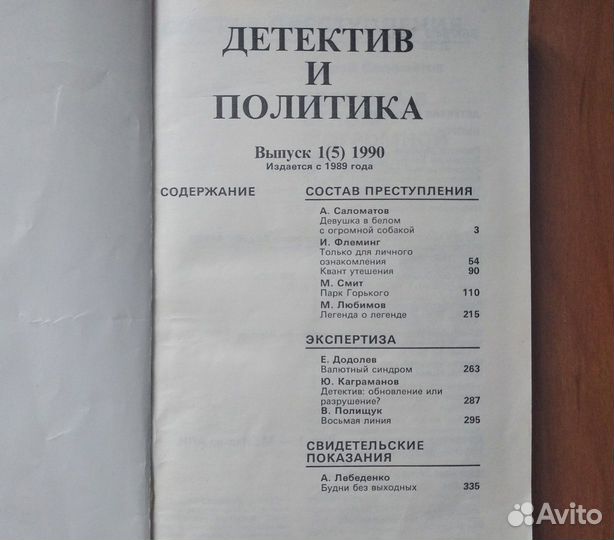 ДЕТЕКТИВ
И
ПОЛИТИКА
Выпуск 1(5) 1990
Издается с 1989 года
СОДЕРЖАНИЕ
СОСТАВ ПРЕСТУПЛЕНИЯ
А. Саломатов
Девушка в белом
с огромной собакой 3
И. Флеминг
Только для личного
ознакомления 54
Квант утешения 90
М. Смит
Парк Горького 110
М. Любимов
Легенда о легенде 215
ЭКСПЕРТИЗА
Е. Додолев
Валютный синдром 263
Ю. Каграманов
Детектив: обновление или
разрушение? 287
В. Полищук
Восьмая линия 295
СВИДЕТЕЛЬСКИЕ
ПОКАЗАНИЯ
А. Лебеденко
Будни без выходных 335
Avito